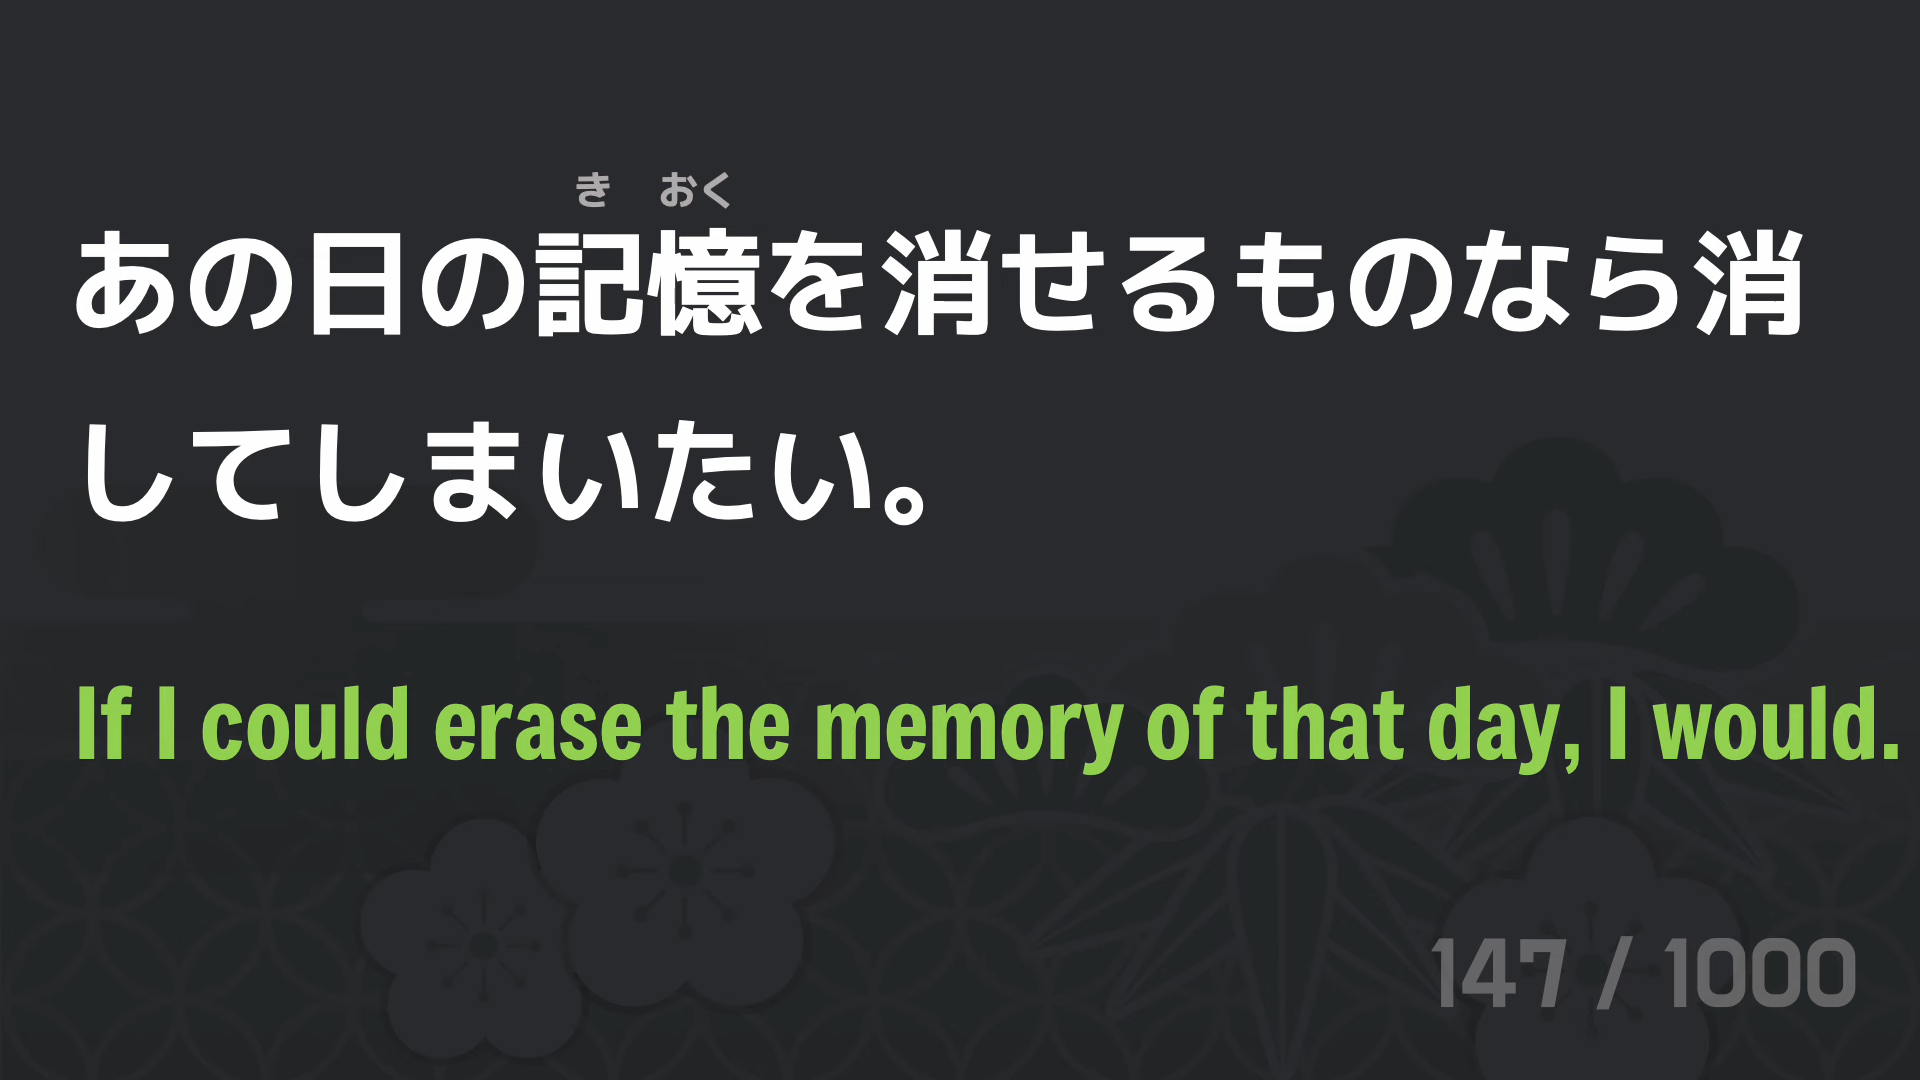 き おく
あの日の記憶を消せるものなら消
してしまいたい。
If I could erase the memory of that day, I would.
147 / 1000